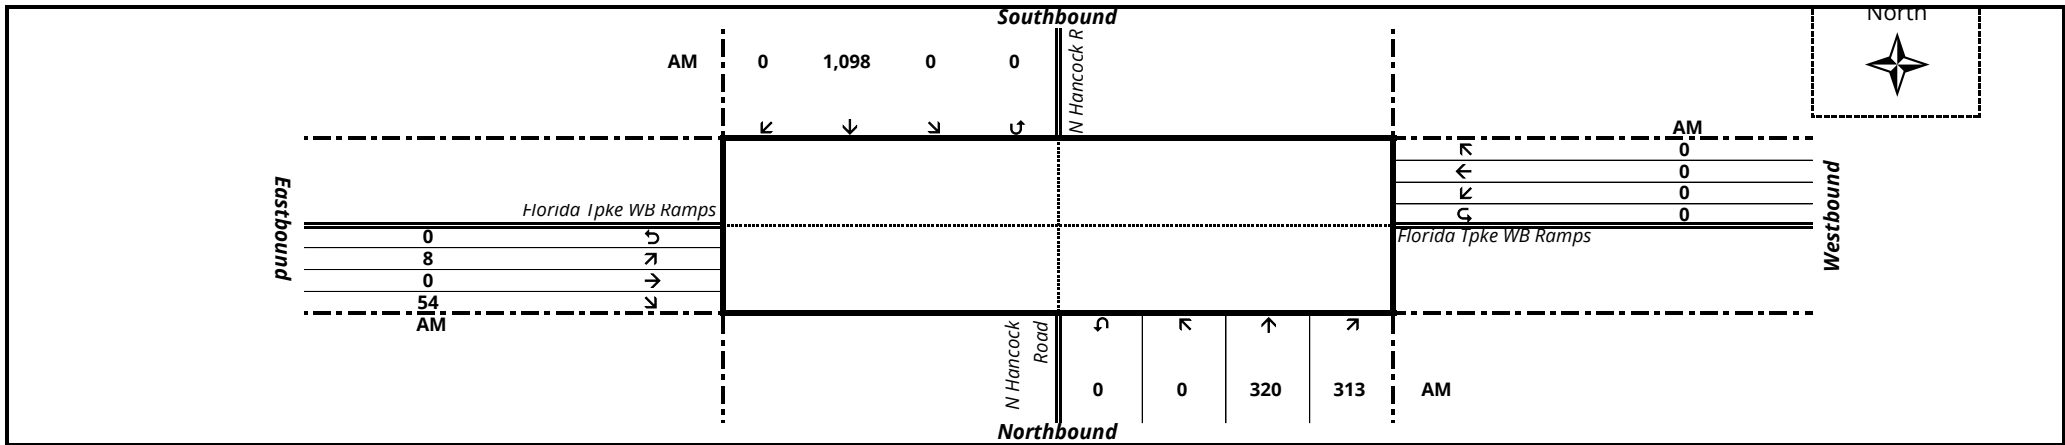 Southbound
North
AM 0 1,098 0 0
N Hancock R
AM
0
0
0
0
Eastbound
Westbound
Florida Tpke WB Ramps
Florida Tpke WB Ramps
0
8
0
54
AM
N Hancock
Road
0 0 320 313 AM
Northbound